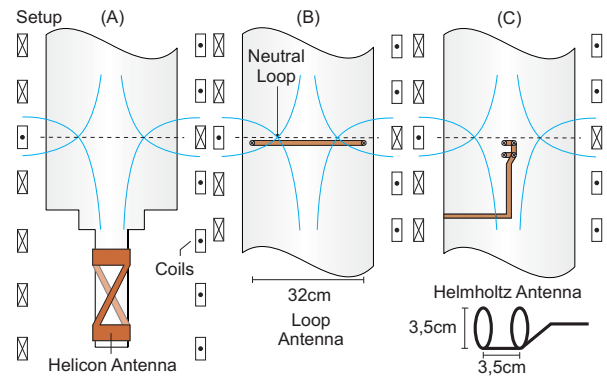 Setup
(A)
(B)
(C)
Neutral
Loop
Coils
Helicon Antenna
32cm
Loop
Antenna
Helmholtz Antenna
3,5cm
3,5cm